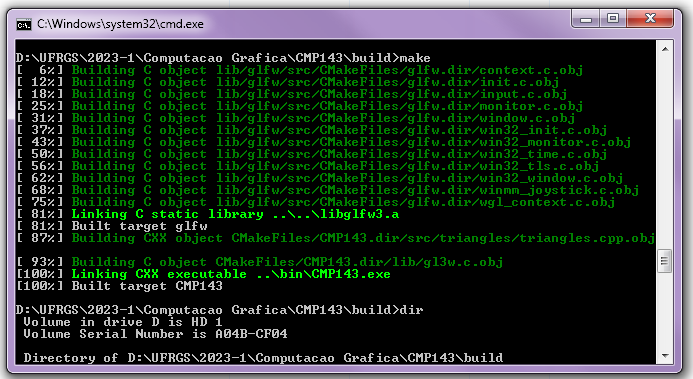 C:\Windows\system32\cmd.exe
D:\UFRGS\2023-1\Computacao Grafica\CMP143\build>make
[  6%] Building C object lib/glfw/src/CMakeFiles/glfw.dir/context.c.obj
[ 12%] Building C object lib/glfw/src/CMakeFiles/glfw.dir/init.c.obj
[ 18%] Building C object lib/glfw/src/CMakeFiles/glfw.dir/input.c.obj
[ 25%] Building C object lib/glfw/src/CMakeFiles/glfw.dir/monitor.c.obj
[ 31%] Building C object lib/glfw/src/CMakeFiles/glfw.dir/window.c.obj
[ 37%] Building C object lib/glfw/src/CMakeFiles/glfw.dir/win32_init.c.obj
[ 43%] Building C object lib/glfw/src/CMakeFiles/glfw.dir/win32_monitor.c.obj
[ 50%] Building C object lib/glfw/src/CMakeFiles/glfw.dir/win32_time.c.obj
[ 56%] Building C object lib/glfw/src/CMakeFiles/glfw.dir/win32_tls.c.obj
[ 62%] Building C object lib/glfw/src/CMakeFiles/glfw.dir/win32_window.c.obj
[ 68%] Building C object lib/glfw/src/CMakeFiles/glfw.dir/winmm_joystick.c.obj
[ 75%] Building C object lib/glfw/src/CMakeFiles/glfw.dir/wgl_context.c.obj
[ 81%] Linking C static library ..\..\libglfw3.a
[ 81%] Built target glfw
[ 87%] Building CXX object CMakeFiles/CMP143.dir/src/triangles/triangles.cpp.obj
[ 93%] Building C object CMakeFiles/CMP143.dir/lib/gl3w.c.obj
[100%] Linking CXX executable ..\bin\CMP143.exe
[100%] Built target CMP143
D:\UFRGS\2023-1\Computacao Grafica\CMP143\build>dir
Volume in drive D is HD 1
Volume Serial Number is A04B-CF04
Directory of D:\UFRGS\2023-1\Computacao Grafica\CMP143\build